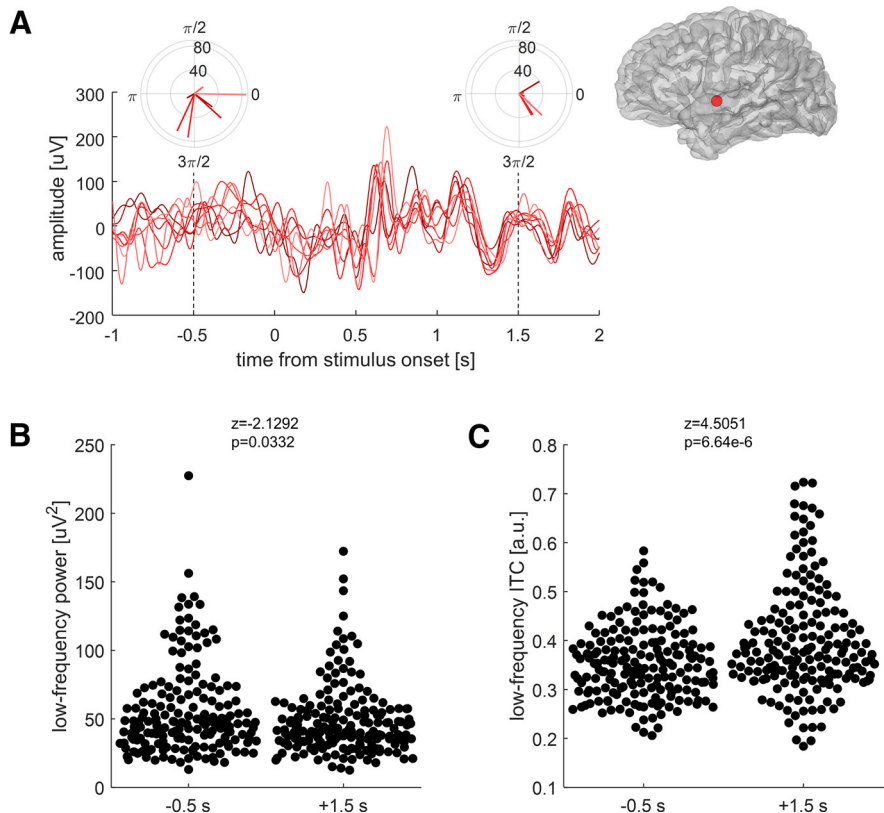 A
π/2
80
40
π
0
3π/2
π/2
80
40
π
0
3π/2
300
200
100
0
-100
-200
amplitude [uV]
-1
-0.5
0
0.5
1
1.5
2
time from stimulus onset [s]
B
z=-2.1292
p=0.0332
250
200
150
100
50
0
low-frequency power [uV²]
-0.5 s
+1.5 s
C
z=4.5051
p=6.64e-6
0.8
0.7
0.6
0.5
0.4
0.3
0.2
0.1
low-frequency ITC [a.u.]
-0.5 s
+1.5 s